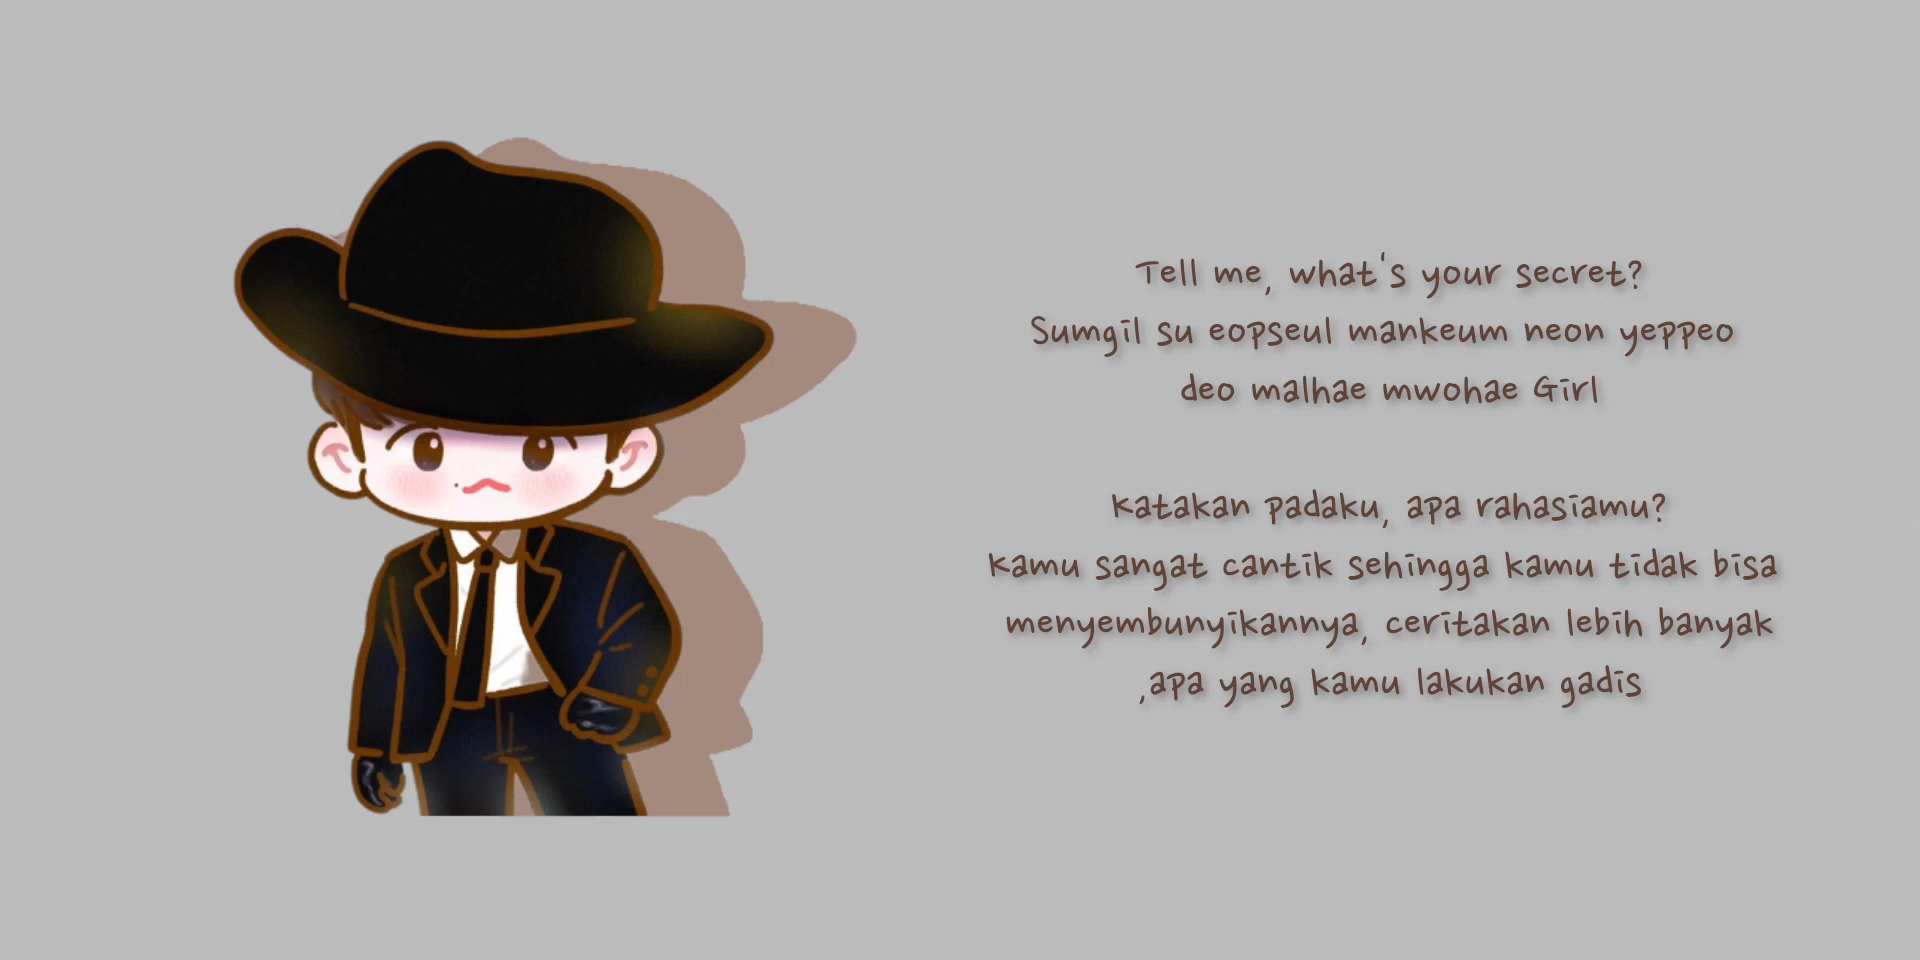 Tell me, what's your secret?
Sumgil su eopseul mankeum neon yeppeo
deo malhae mwohae Girl
Katakan padaku, apa rahasiamu?
Kamu sangat cantik sehingga kamu tidak bisa
menyembunyikannya, ceritakan lebih banyak
,apa yang kamu lakukan gadis